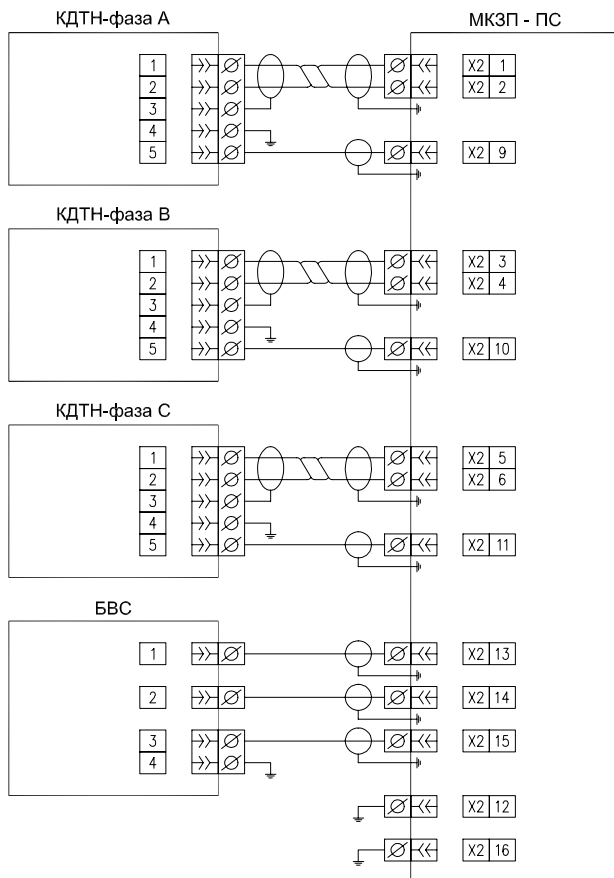 КДТН-фаза А
МКЗП - ПС
1 X2 1
2 X2 2
3
4
5 X2 9
КДТН-фаза В
1 X2 3
2 X2 4
3
4
5 X2 10
КДТН-фаза С
1 X2 5
2 X2 6
3
4
5 X2 11
БВС
1 X2 13
2 X2 14
3 X2 15
4
X2 12
X2 16